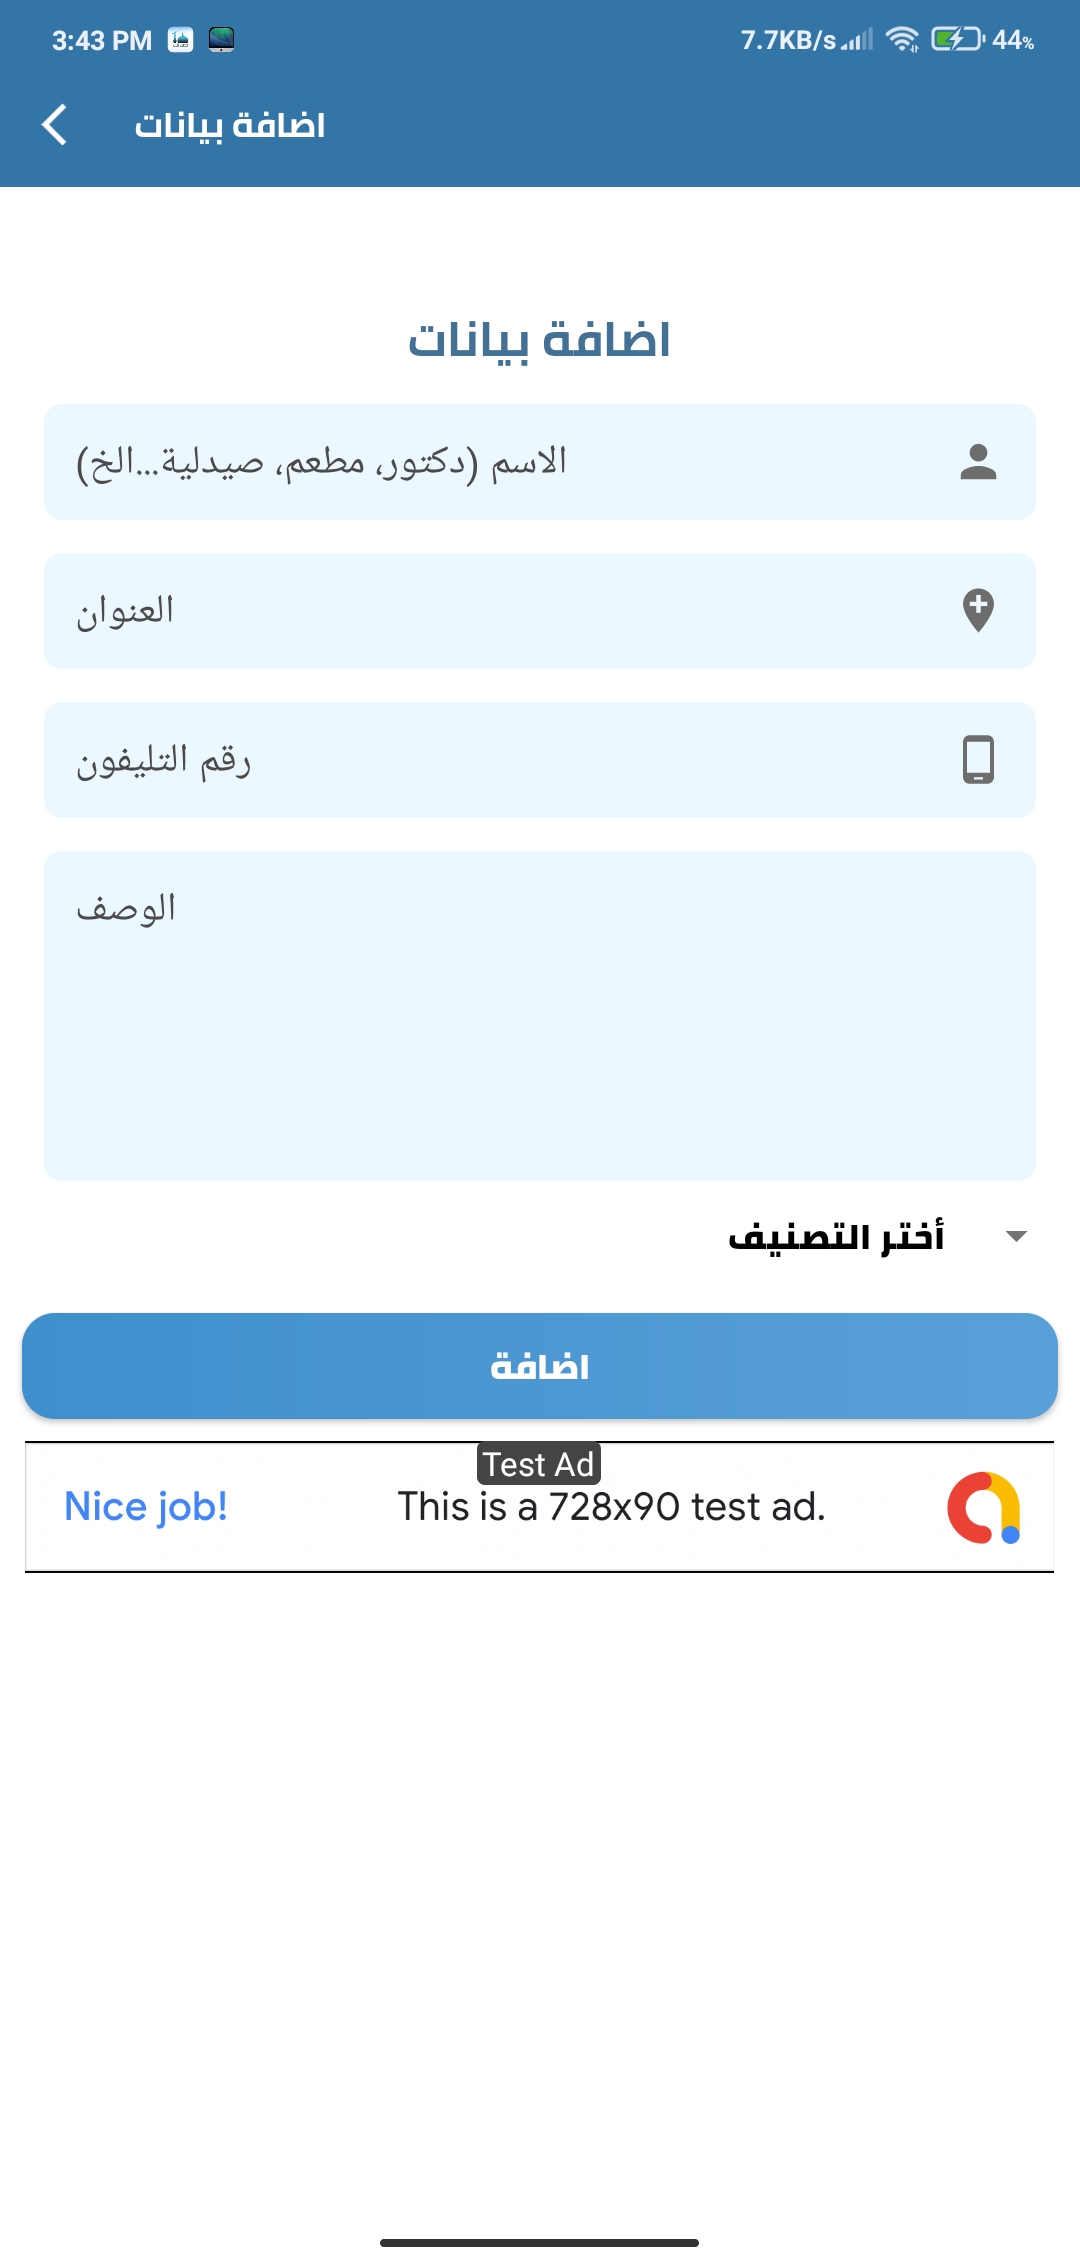 3:43 PM 7.7KB/s 44%
اضافة بيانات
اضافة بيانات
الاسم (دكتور، مطعم، صيدلية...الخ)
العنوان
رقم التليفون
الوصف
أختر التصنيف
اضافة
Test Ad
Nice job! This is a 728x90 test ad.